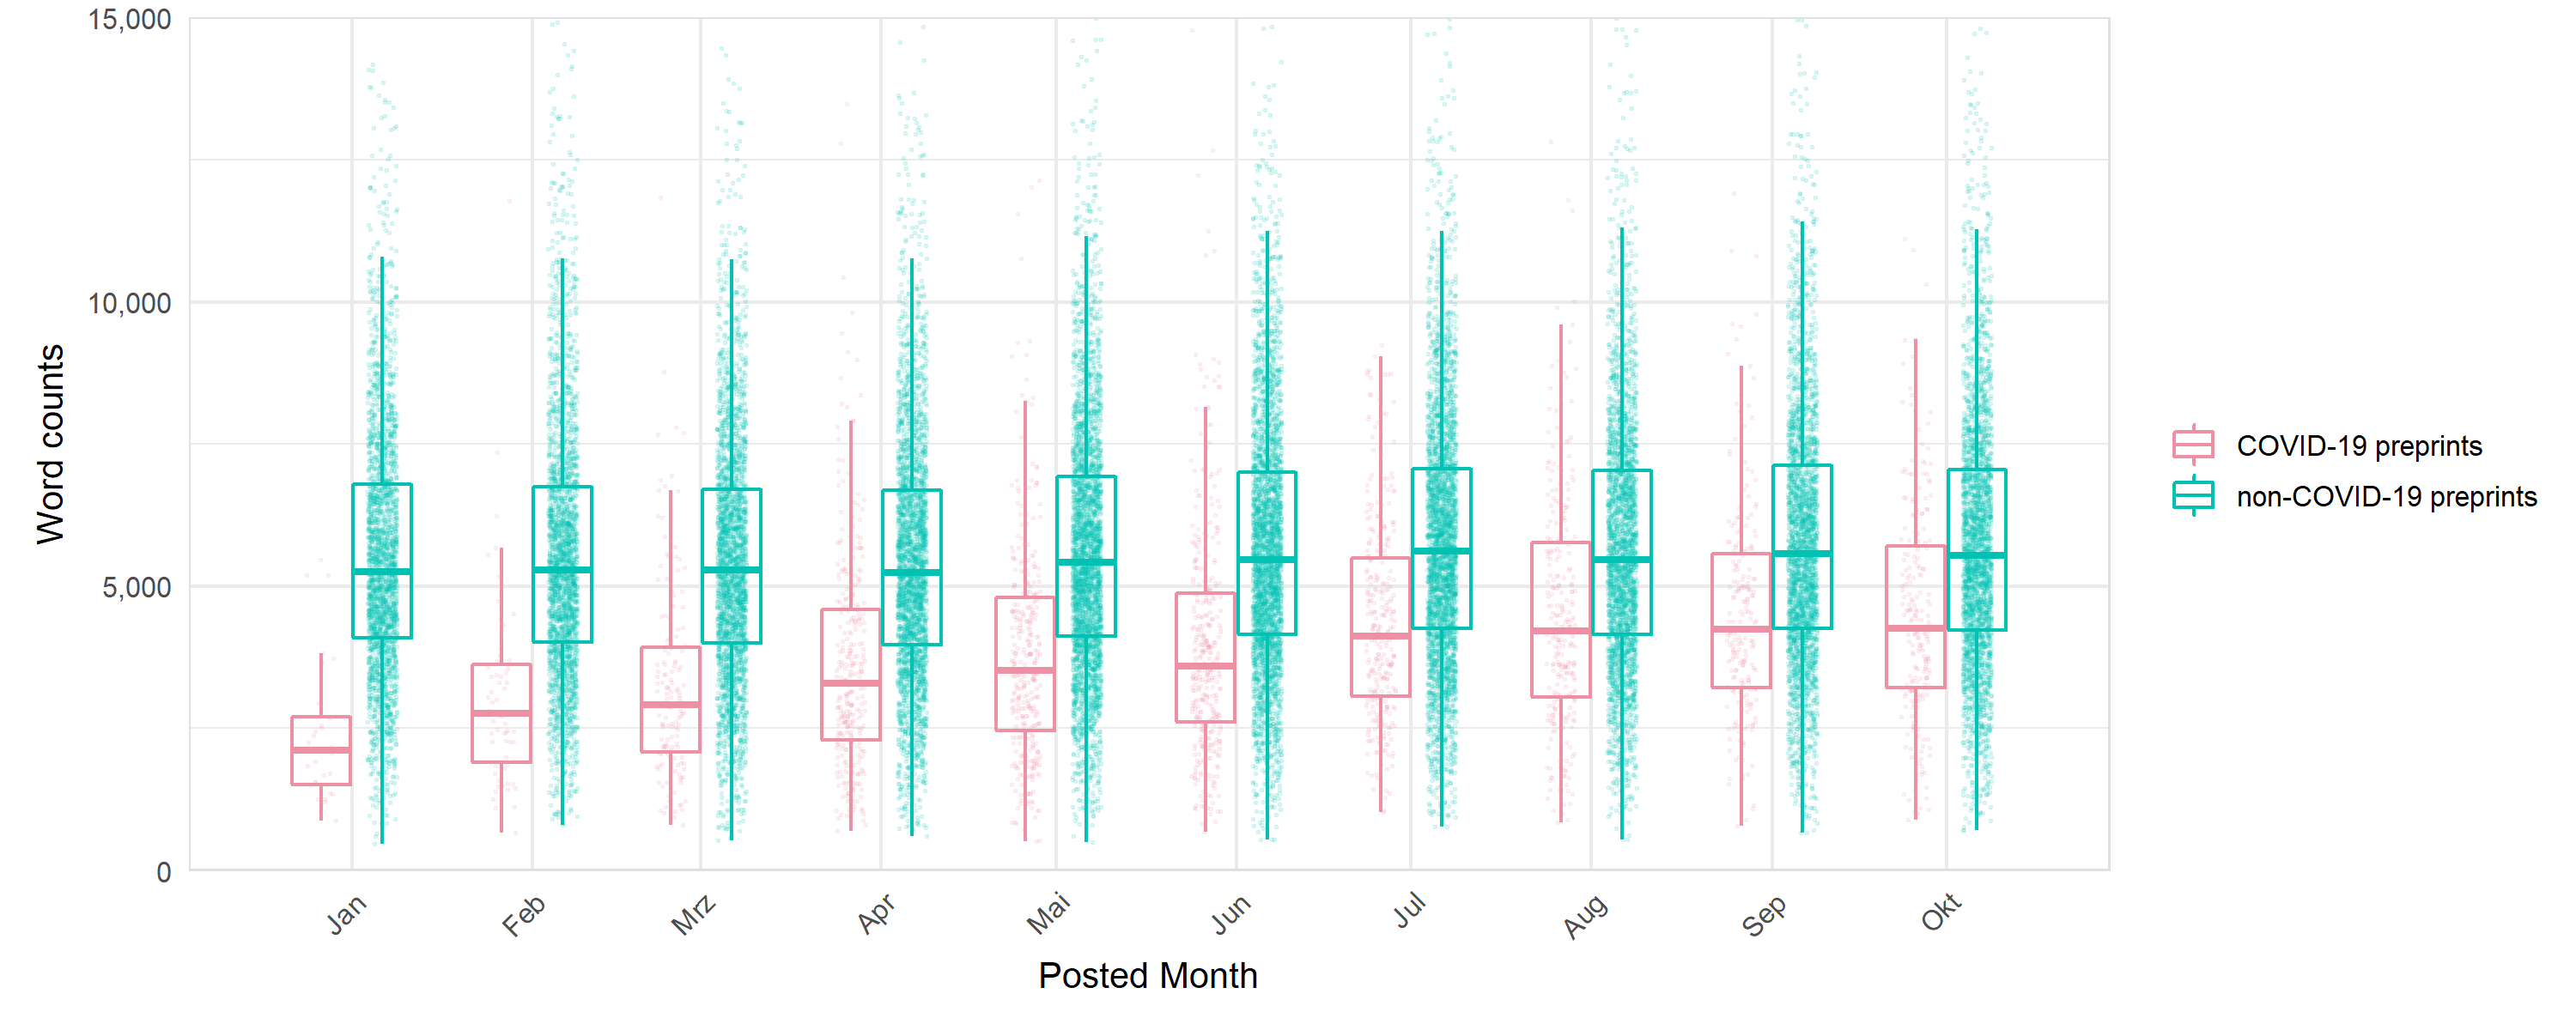 15,000
10,000
5,000
0
Word counts
Jan
Feb
Mrz
Apr
Mai
Jun
Jul
Aug
Sep
Okt
Posted Month
COVID-19 preprints
non-COVID-19 preprints